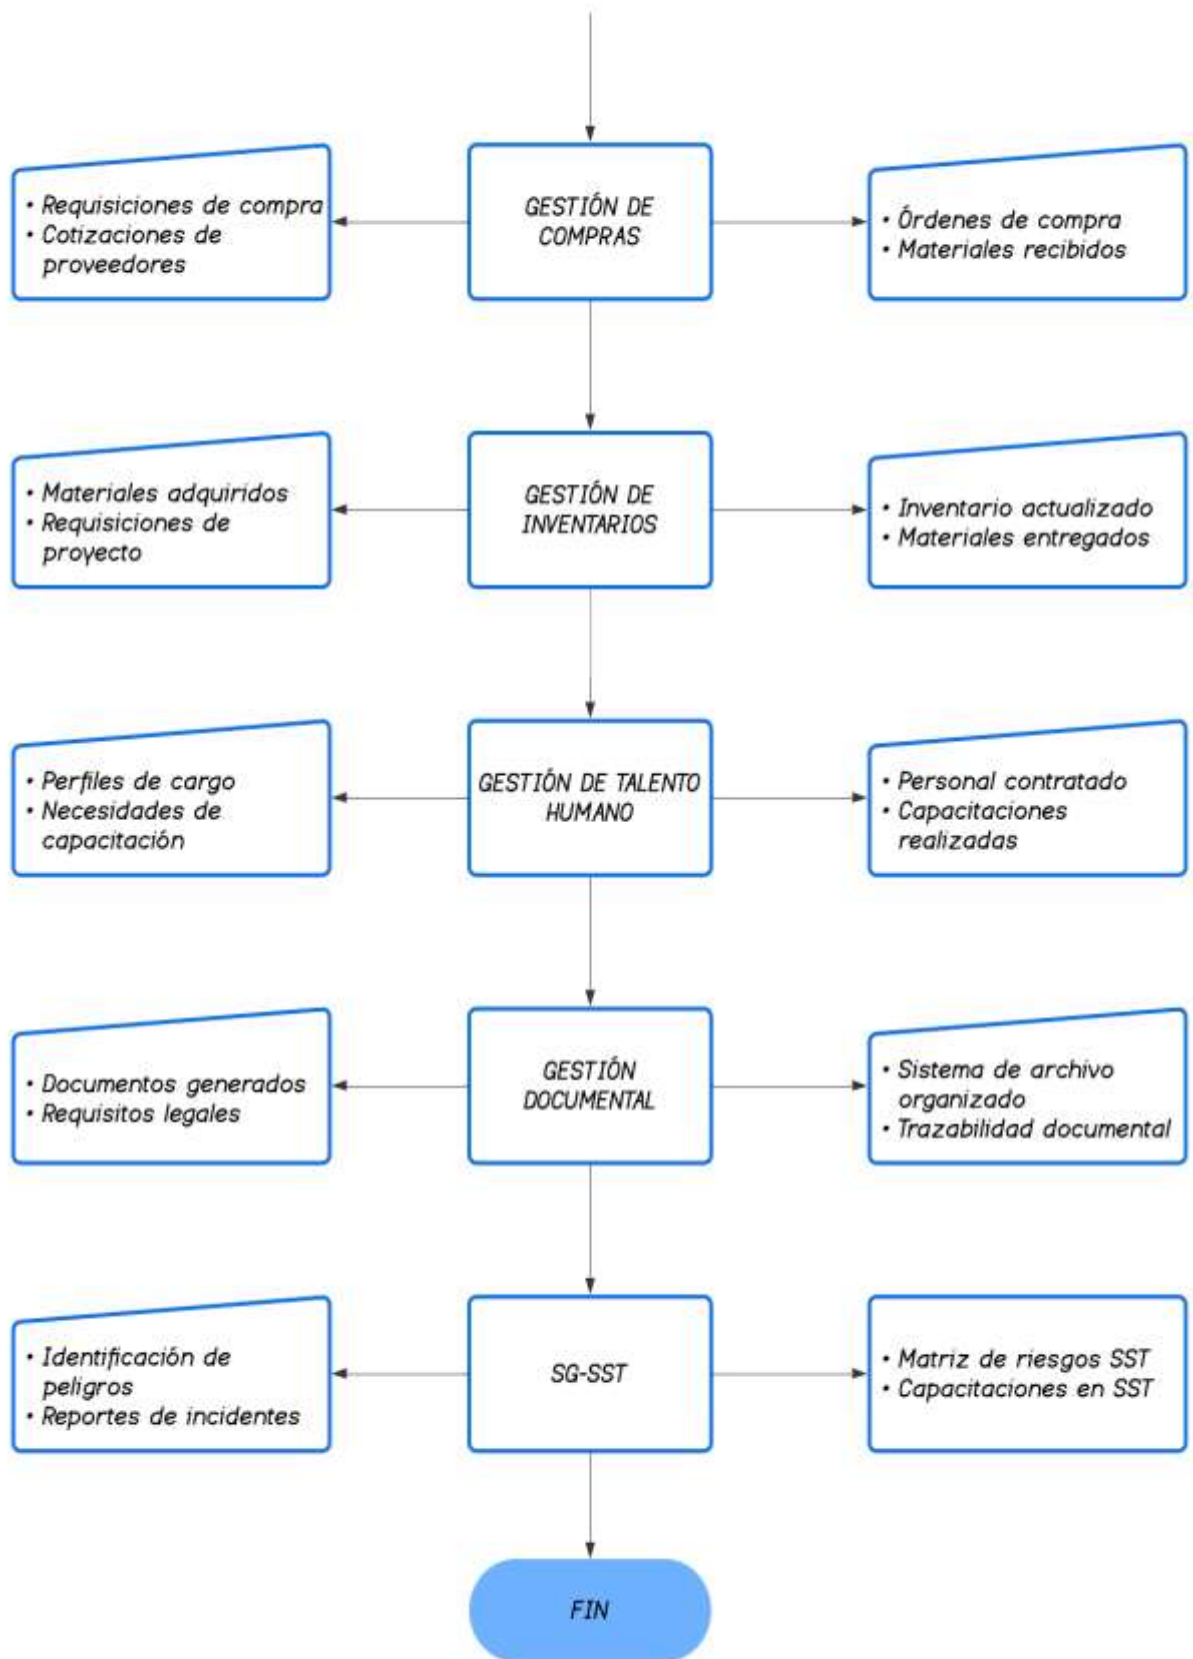 • Requisiciones de compra
• Cotizaciones de
proveedores
GESTIÓN DE
COMPRAS
• Órdenes de compra
• Materiales recibidos
• Materiales adquiridos
• Requisiciones de
proyecto
GESTIÓN DE
INVENTARIOS
• Inventario actualizado
• Materiales entregados
• Perfiles de cargo
• Necesidades de
capacitación
GESTIÓN DE TALENTO
HUMANO
• Personal contratado
• Capacitaciones
realizadas
• Documentos generados
• Requisitos legales
GESTIÓN
DOCUMENTAL
• Sistema de archivo
organizado
• Trazabilidad documental
• Identificación de
peligros
• Reportes de incidentes
SG-SST
• Matriz de riesgos SST
• Capacitaciones en SST
FIN